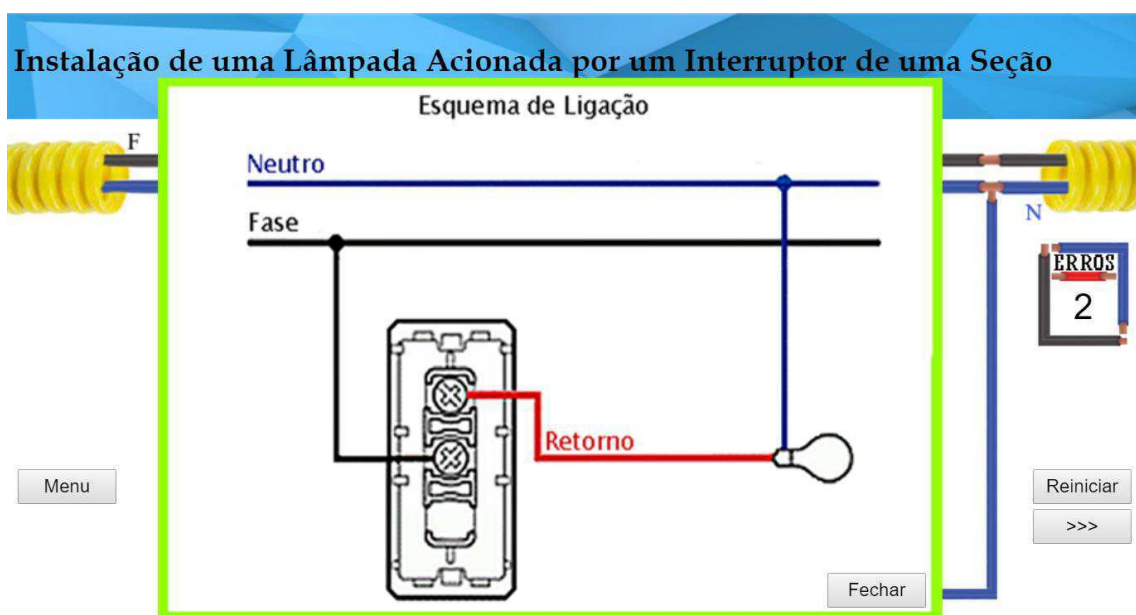 Instalação de uma Lâmpada Acionada por um Interruptor de uma Seção
Esquema de Ligação
F
Neutro
Fase
N
ERROS
2
Retorno
Menu
Reiniciar
>>>
Fechar